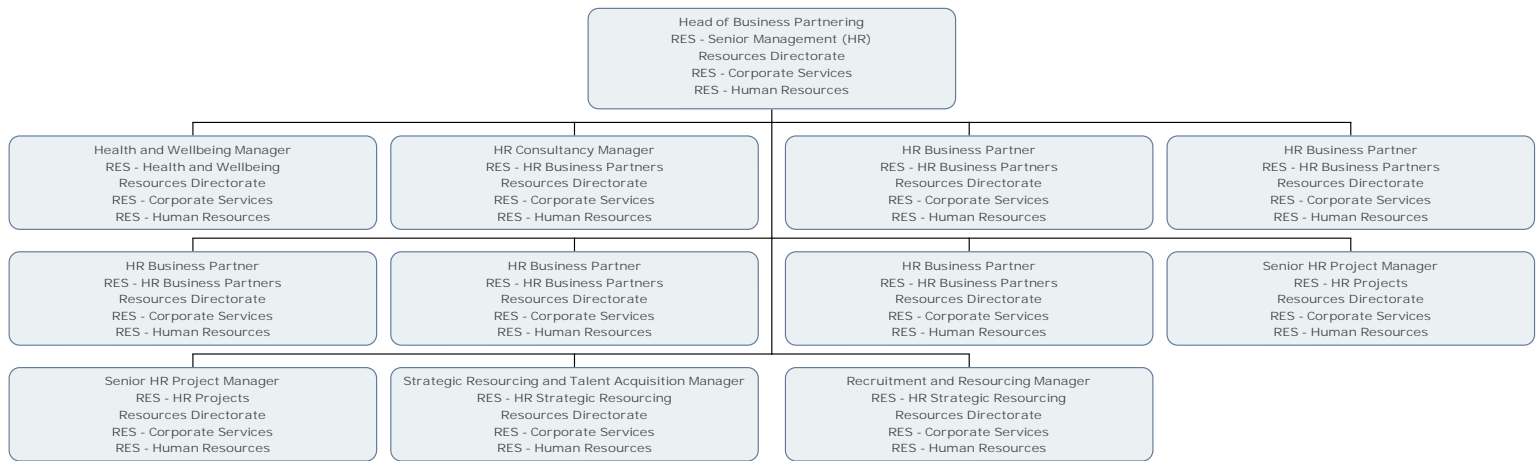 Head of Business Partnering
RES - Senior Management (HR)
Resources Directorate
RES - Corporate Services
RES - Human Resources
Health and Wellbeing Manager
RES - Health and Wellbeing
Resources Directorate
RES - Corporate Services
RES - Human Resources
HR Consultancy Manager
RES - HR Business Partners
Resources Directorate
RES - Corporate Services
RES - Human Resources
HR Business Partner
RES - HR Business Partners
Resources Directorate
RES - Corporate Services
RES - Human Resources
HR Business Partner
RES - HR Business Partners
Resources Directorate
RES - Corporate Services
RES - Human Resources
HR Business Partner
RES - HR Business Partners
Resources Directorate
RES - Corporate Services
RES - Human Resources
HR Business Partner
RES - HR Business Partners
Resources Directorate
RES - Corporate Services
RES - Human Resources
HR Business Partner
RES - HR Business Partners
Resources Directorate
RES - Corporate Services
RES - Human Resources
Senior HR Project Manager
RES - HR Projects
Resources Directorate
RES - Corporate Services
RES - Human Resources
Senior HR Project Manager
RES - HR Projects
Resources Directorate
RES - Corporate Services
RES - Human Resources
Strategic Resourcing and Talent Acquisition Manager
RES - HR Strategic Resourcing
Resources Directorate
RES - Corporate Services
RES - Human Resources
Recruitment and Resourcing Manager
RES - HR Strategic Resourcing
Resources Directorate
RES - Corporate Services
RES - Human Resources